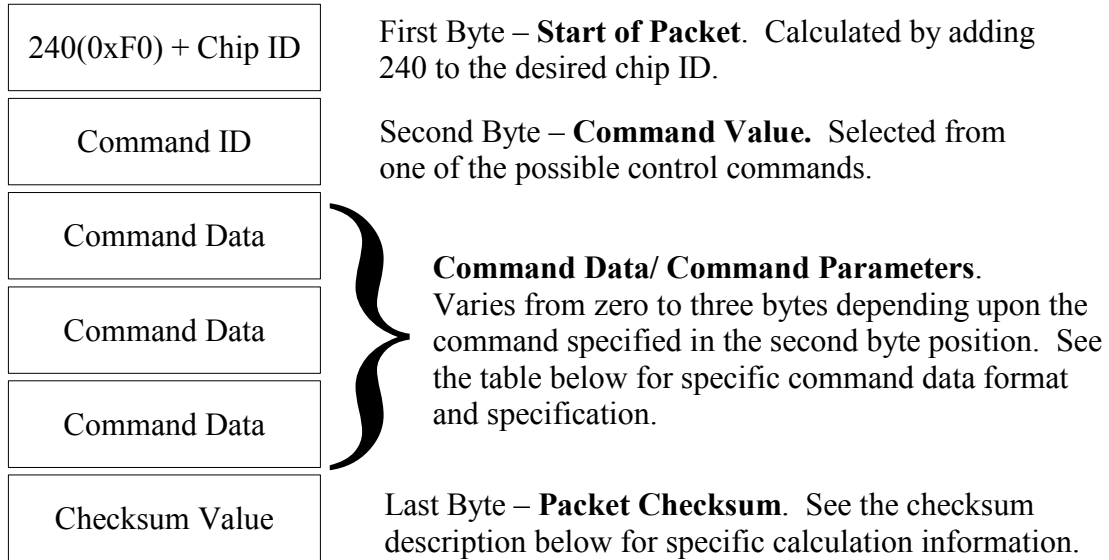 240(0xF0) + Chip ID
First Byte – Start of Packet. Calculated by adding
240 to the desired chip ID.
Command ID
Second Byte – Command Value. Selected from
one of the possible control commands.
Command Data
Command Data
Command Data
Command Data/ Command Parameters.
Varies from zero to three bytes depending upon the
command specified in the second byte position. See
the table below for specific command data format
and specification.
Checksum Value
Last Byte – Packet Checksum. See the checksum
description below for specific calculation information.